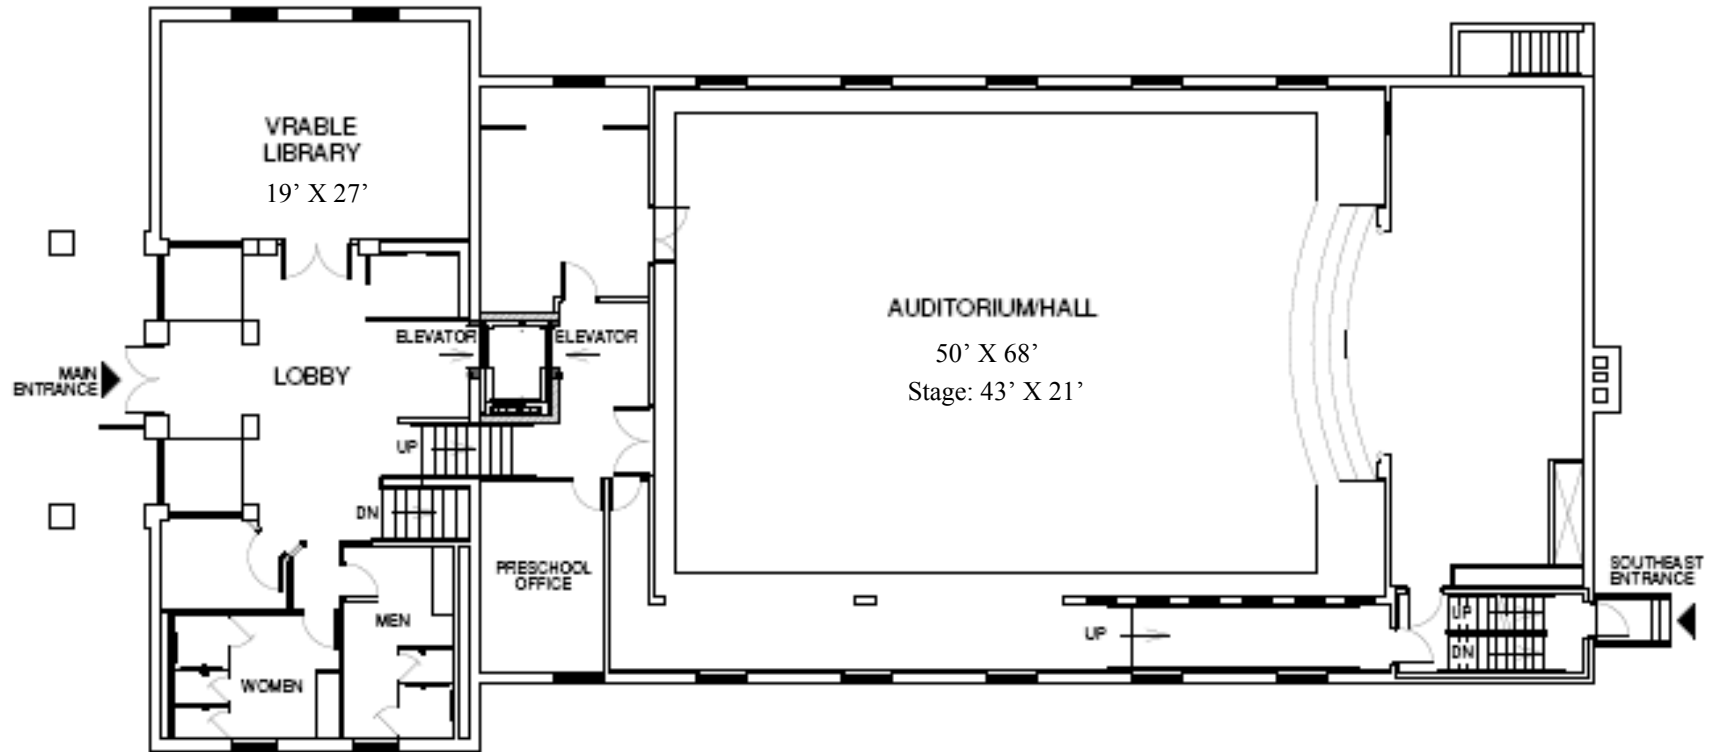 VRABLE
LIBRARY
19’ X 27’
ELEVATOR
ELEVATOR
AUDITORIUM/HALL
50’ X 68’
Stage: 43’ X 21’
MAIN
ENTRANCE
LOBBY
UP
DN
PRESCHOOL
OFFICE
MEN
WOMEN
UP
UP
DN
SOUTHEAST
ENTRANCE